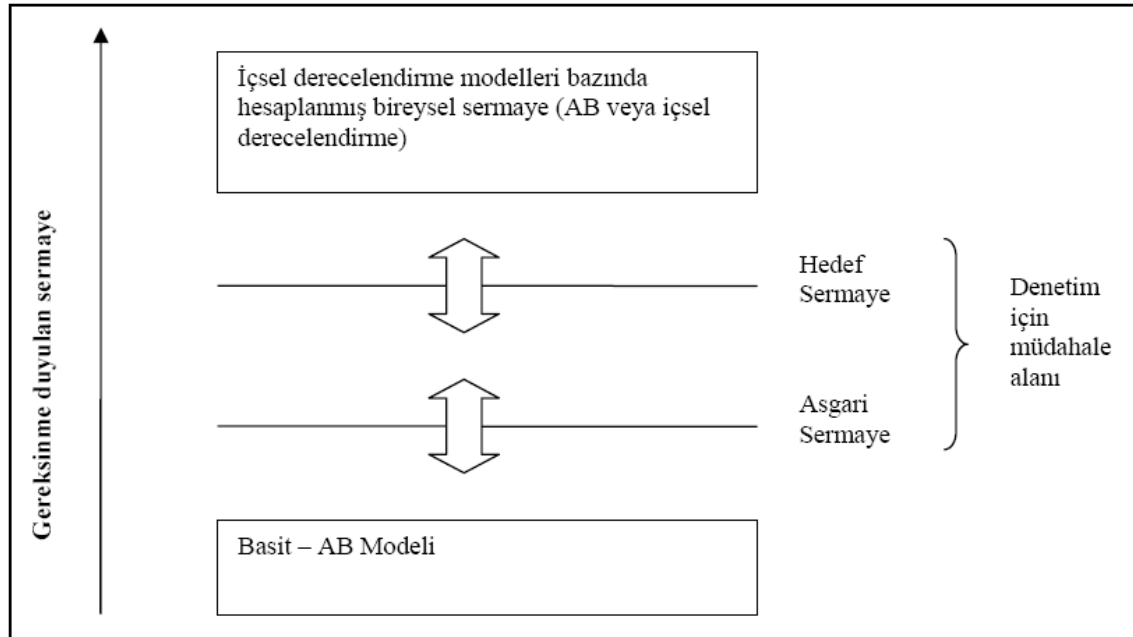 Gereksinme duyulan sermaye
İçsel derecelendirme modelleri bazında
hesaplanmış bireysel sermaye (AB veya içsel
derecelendirme)
Hedef
Sermaye
Asgari
Sermaye
Denetim
için
müdahale
alanı
Basit – AB Modeli